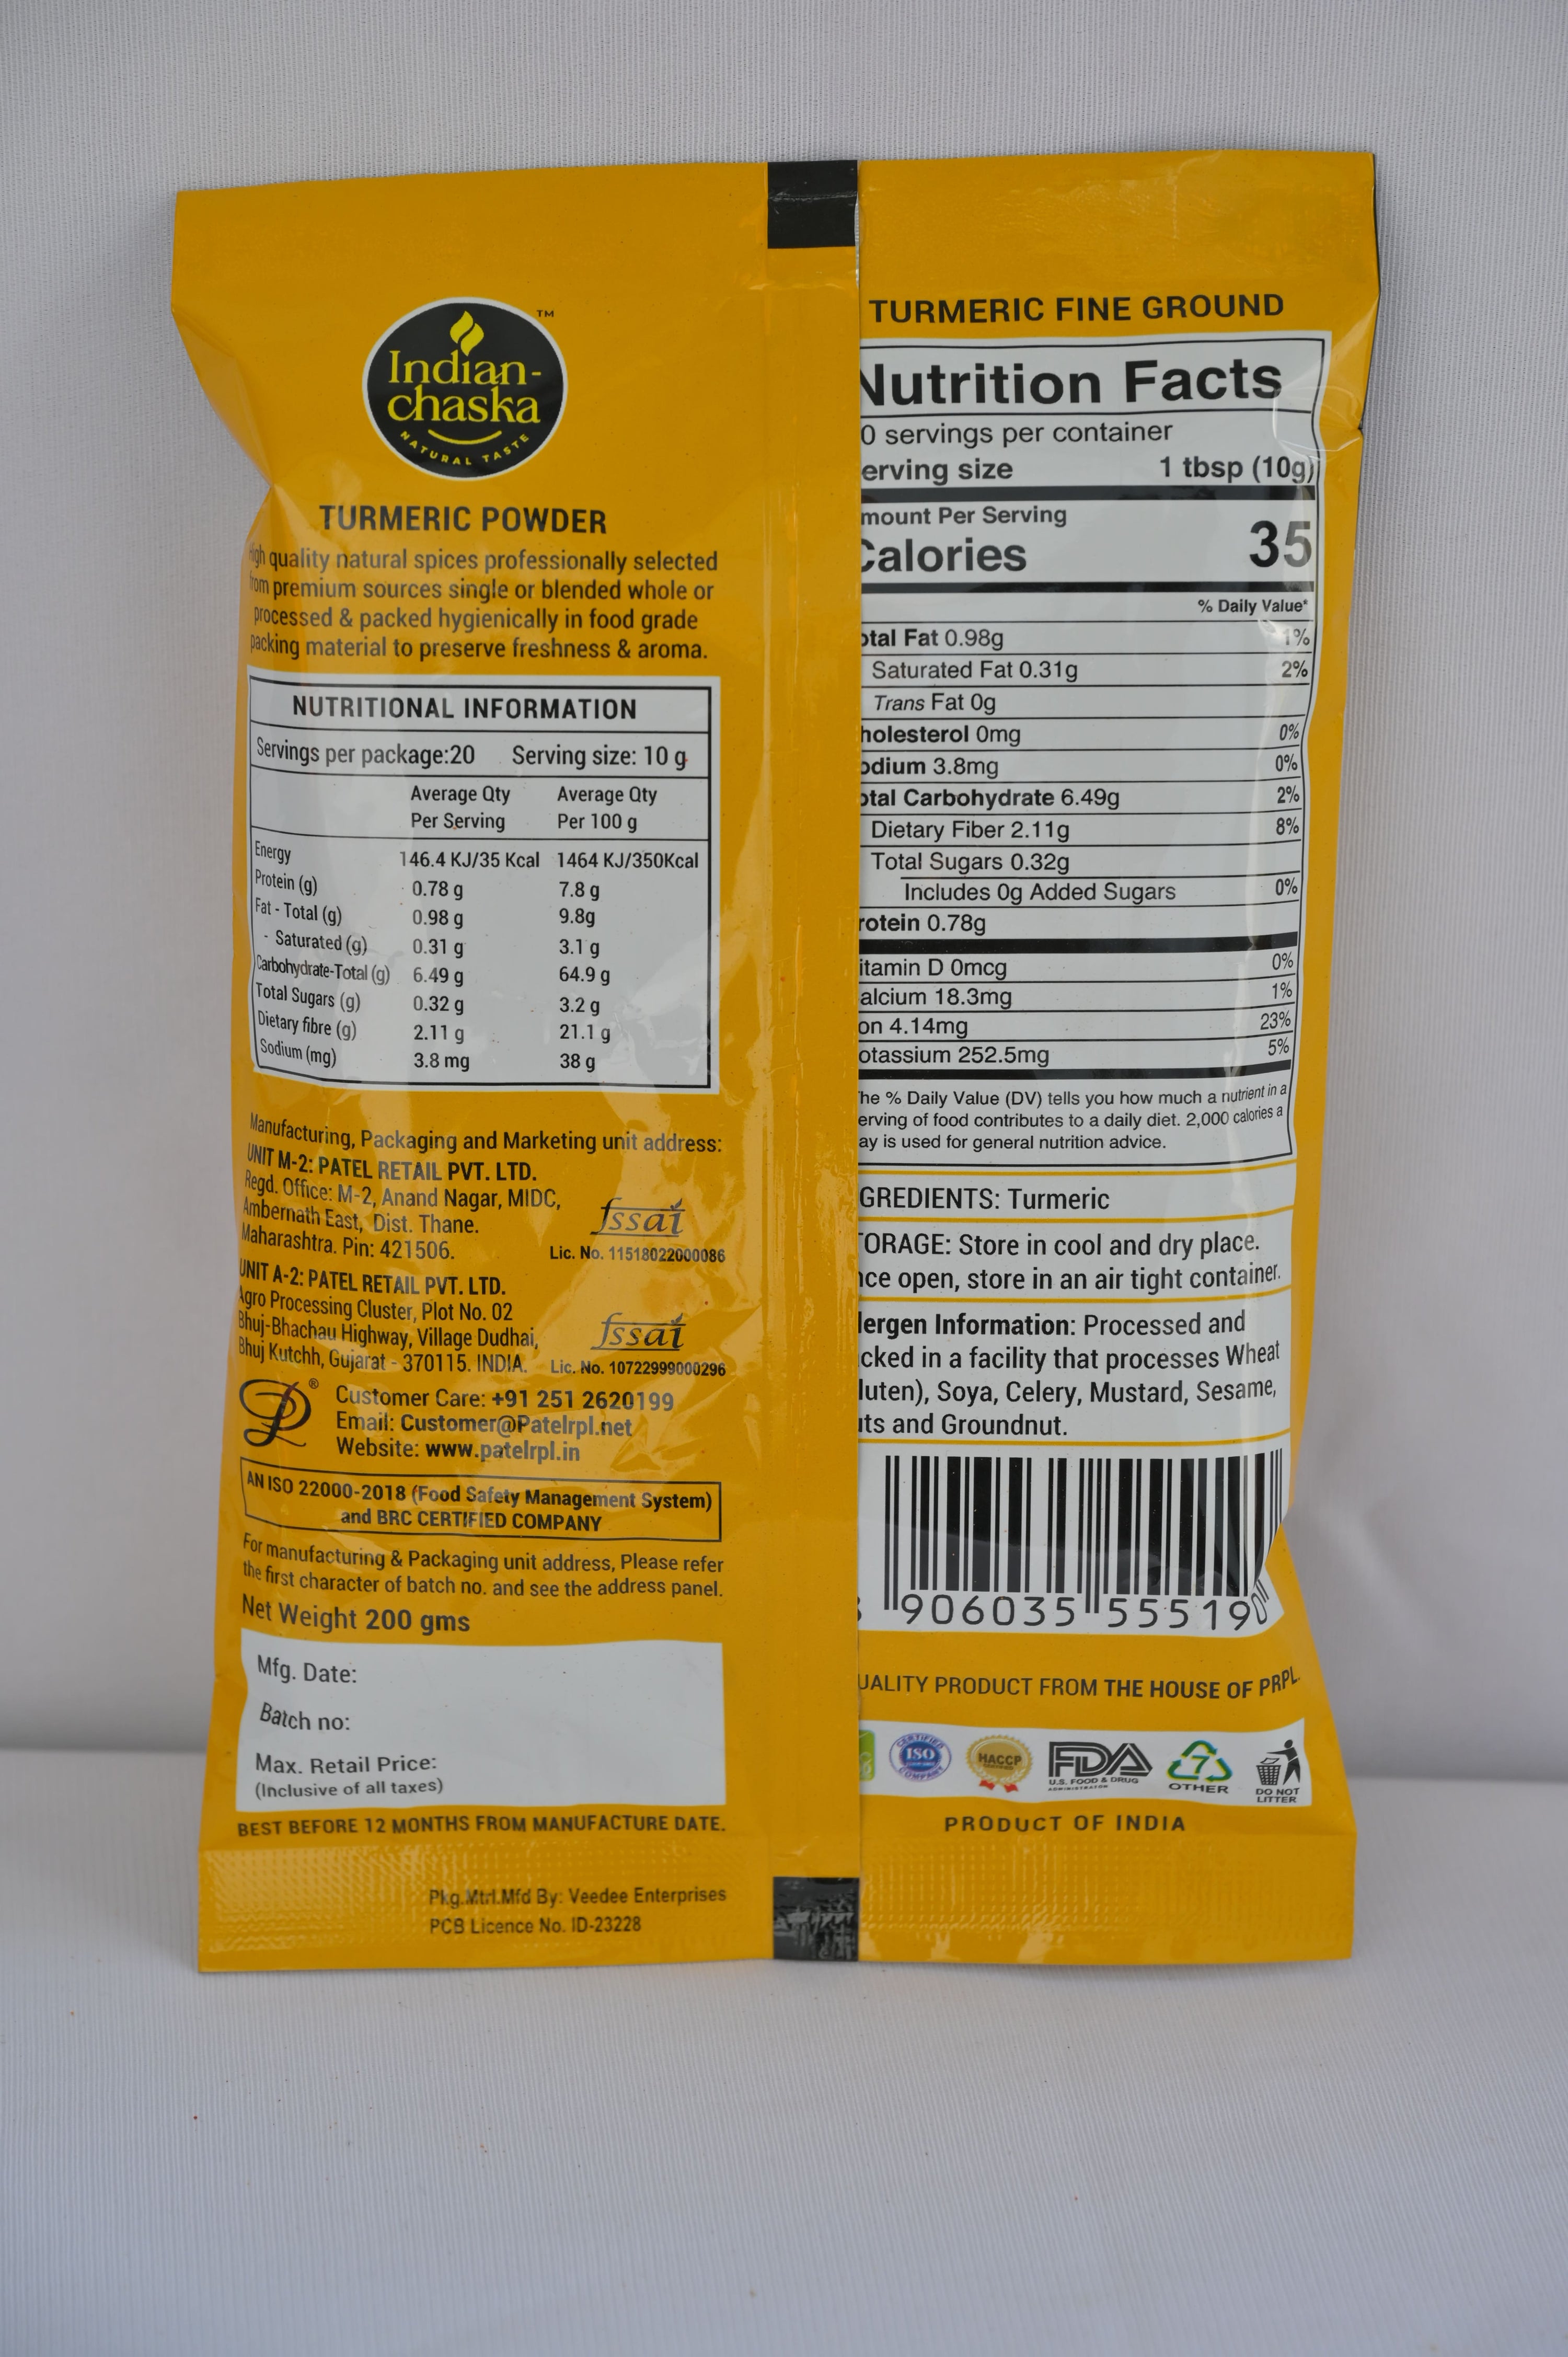 Indian-
chaska
TM
NATURAL TASTE
TURMERIC POWDER
High quality natural spices professionally selected
from premium sources single or blended whole or
processed & packed hygienically in food grade
packing material to preserve freshness & aroma.
NUTRITIONAL INFORMATION
Servings per package:20 Serving size: 10 g
Average Qty Average Qty
Per Serving Per 100 g
Energy 146.4 KJ/35 Kcal 1464 KJ/350Kcal
Protein (g) 0.78 g 7.8 g
Fat - Total (g) 0.98 g 9.8g
- Saturated (g) 0.31 g 3.1 g
Carbohydrate-Total (g) 6.49 g 64.9 g
Total Sugars (g) 0.32 g 3.2 g
Dietary fibre (g) 2.11 g 21.1 g
Sodium (mg) 3.8 mg 38 g
Manufacturing, Packaging and Marketing unit address:
UNIT M-2: PATEL RETAIL PVT. LTD.
Regd. Office: M-2, Anand Nagar, MIDC,
Ambernath East, Dist. Thane.
Maharashtra. Pin: 421506.
fssai
Lic. No. 11518022000086
UNIT A-2: PATEL RETAIL PVT. LTD.
Agro Processing Cluster, Plot No. 02
Bhuj-Bhachau Highway, Village Dudhai,
Bhuj Kutchh, Gujarat - 370115. INDIA.
fssai
Lic. No. 10722999000296
®
Customer Care: +91 251 2620199
Email: Customer@Patelrpl.net
Website: www.patelrpl.in
AN ISO 22000-2018 (Food Safety Management System)
and BRC CERTIFIED COMPANY
For manufacturing & Packaging unit address, Please refer
the first character of batch no. and see the address panel.
Net Weight 200 gms
Mfg. Date:
Batch no:
Max. Retail Price:
(Inclusive of all taxes)
BEST BEFORE 12 MONTHS FROM MANUFACTURE DATE.
Pkg.Mtrl.Mfd By: Veedee Enterprises
PCB Licence No. ID-23228
TURMERIC FINE GROUND
Nutrition Facts
0 servings per container
erving size 1 tbsp (10g)
mount Per Serving
Calories 35
% Daily Value*
otal Fat 0.98g 1%
Saturated Fat 0.31g 2%
Trans Fat 0g
holesterol 0mg 0%
odium 3.8mg 0%
otal Carbohydrate 6.49g 2%
Dietary Fiber 2.11g 8%
Total Sugars 0.32g
Includes 0g Added Sugars 0%
rotein 0.78g
itamin D 0mcg 0%
alcium 18.3mg 1%
on 4.14mg 23%
otassium 252.5mg 5%
The % Daily Value (DV) tells you how much a nutrient in a
erving of food contributes to a daily diet. 2,000 calories a
ay is used for general nutrition advice.
GREDIENTS: Turmeric
TORAGE: Store in cool and dry place.
nce open, store in an air tight container.
lergen Information: Processed and
cked in a facility that processes Wheat
luten), Soya, Celery, Mustard, Sesame,
uts and Groundnut.
906035 555190
UALITY PRODUCT FROM THE HOUSE OF PRPL.
CERTIFIED
ISO
COMPANY
HACCP
FDA
U.S. FOOD & DRUG
ADMINISTRATION
7
OTHER
DO NOT
LITTER
PRODUCT OF INDIA